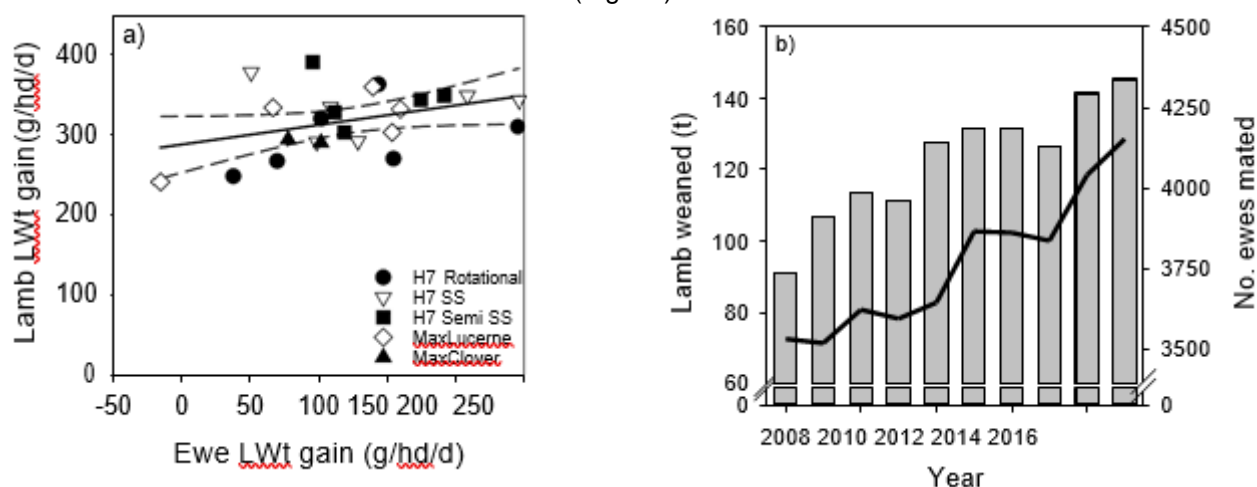 a)
Lamb LWt gain (g/hd/d)
400
300
200
100
0
H7 Rotational
H7 SS
H7 Semi SS
MaxLucerne
MaxClover
-50 0 50 100 150 200 250
Ewe LWt gain (g/hd/d)
b)
Lamb weaned (t)
160
140
120
100
80
60
0
4500
4250
4000
3750
3500
0
No. ewes mated
2008 2010 2012 2014 2016
Year